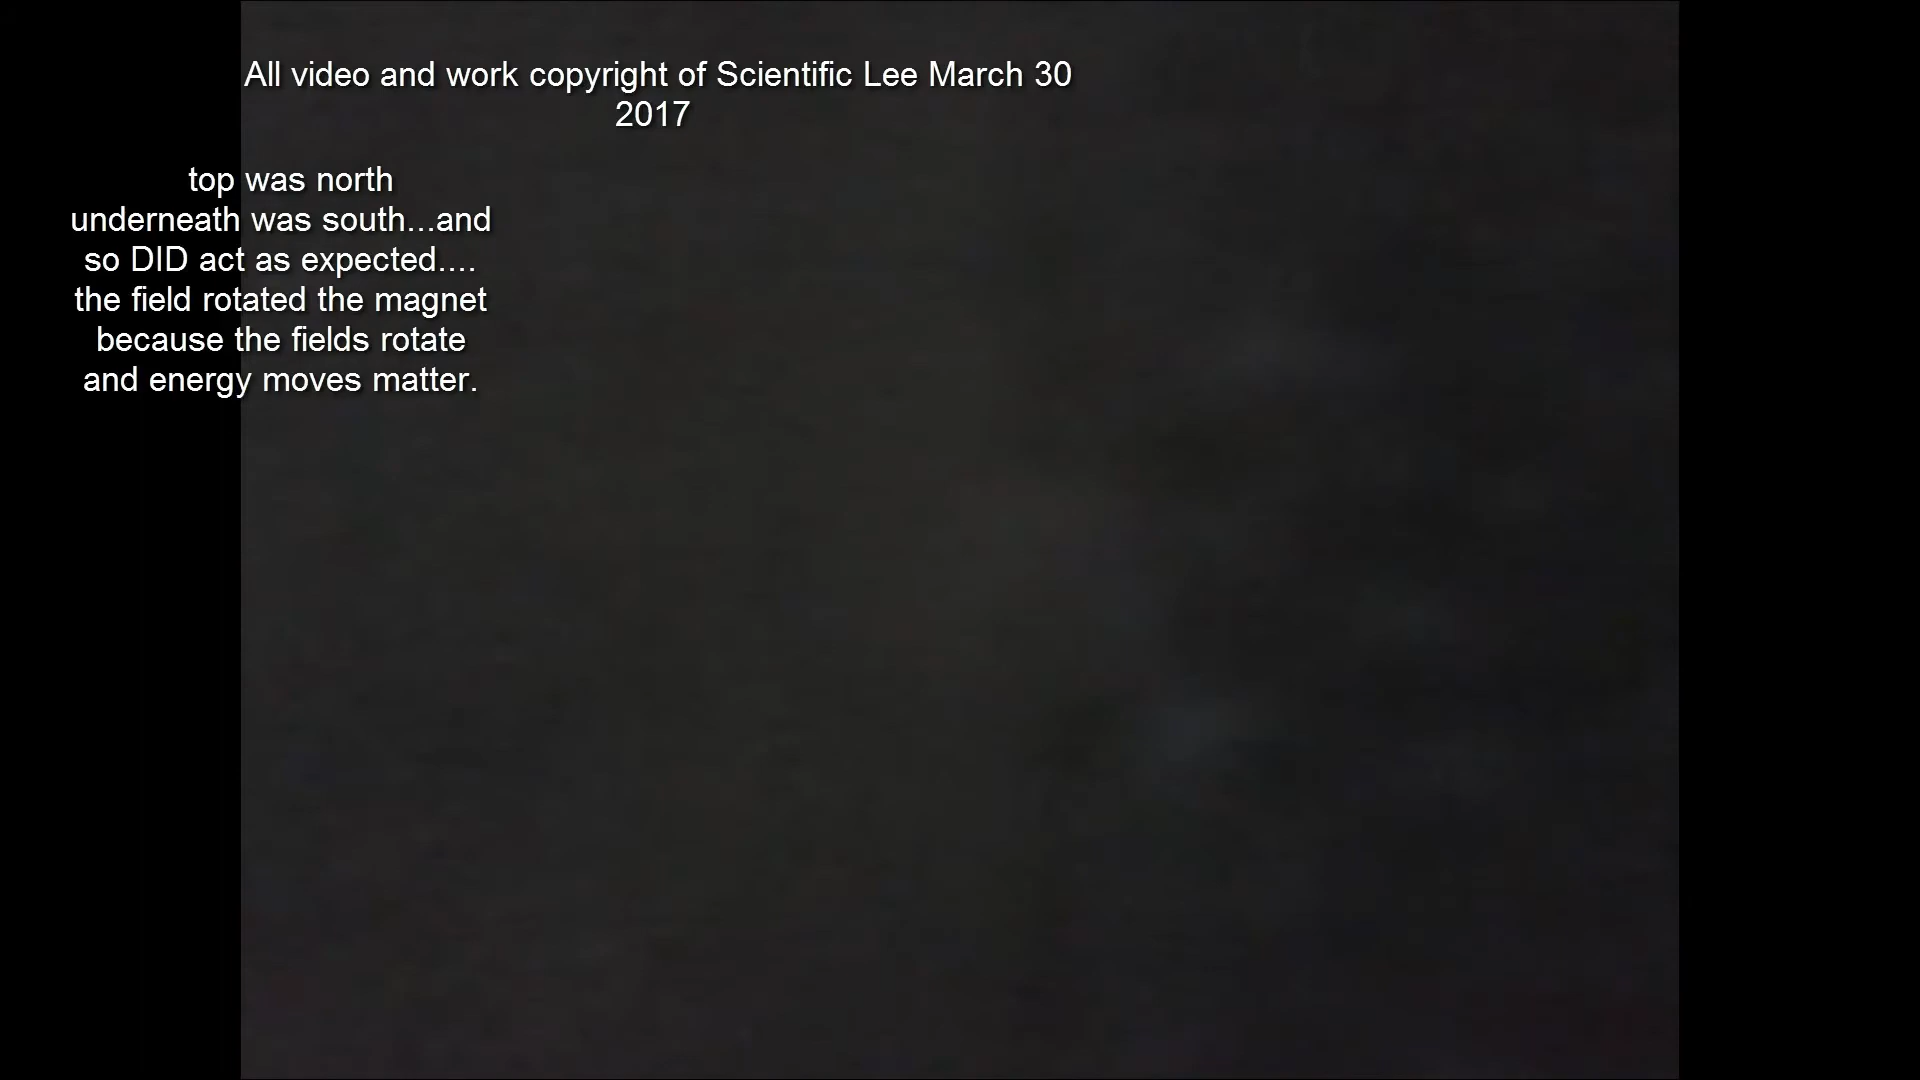 All video and work copyright of Scientific Lee March 30
2017
top was north
underneath was south...and
so DID act as expected....
the field rotated the magnet
because the fields rotate
and energy moves matter.